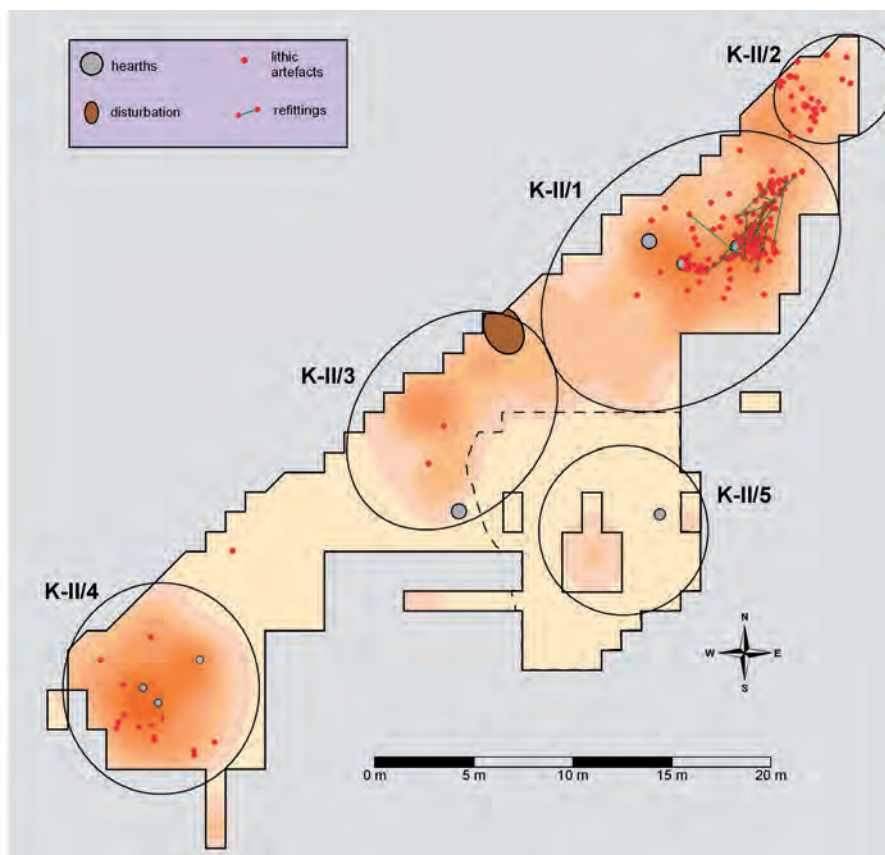 hearths
lithic
artefacts
disturbation
refittings
K-II/2
K-II/1
K-II/3
K-II/5
K-II/4
N
W E
S
0 m 5 m 10 m 15 m 20 m